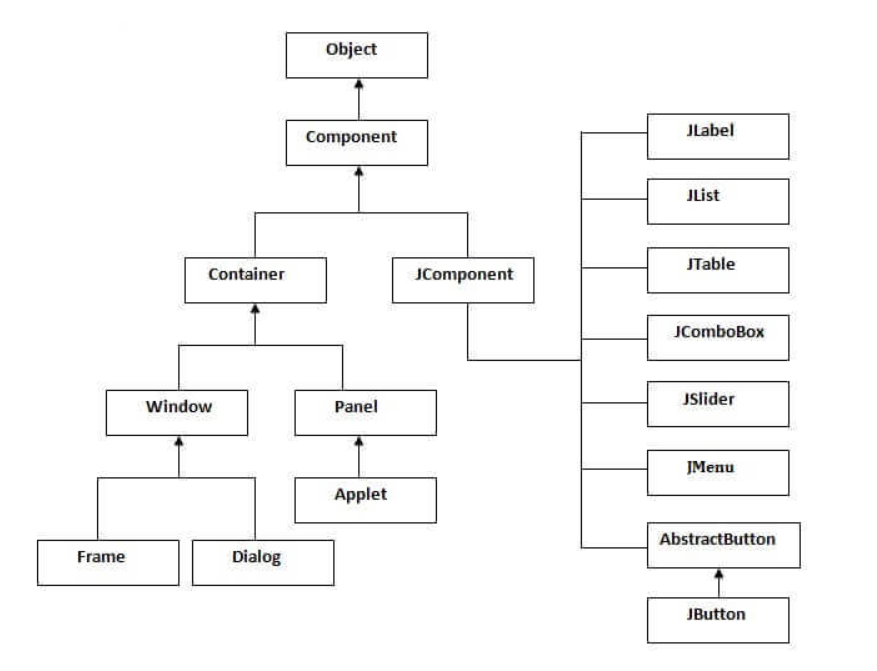 Object
Component
Container
JComponent
Window
Panel
Applet
Frame
Dialog
JLabel
JList
JTable
JComboBox
JSlider
JMenu
AbstractButton
JButton